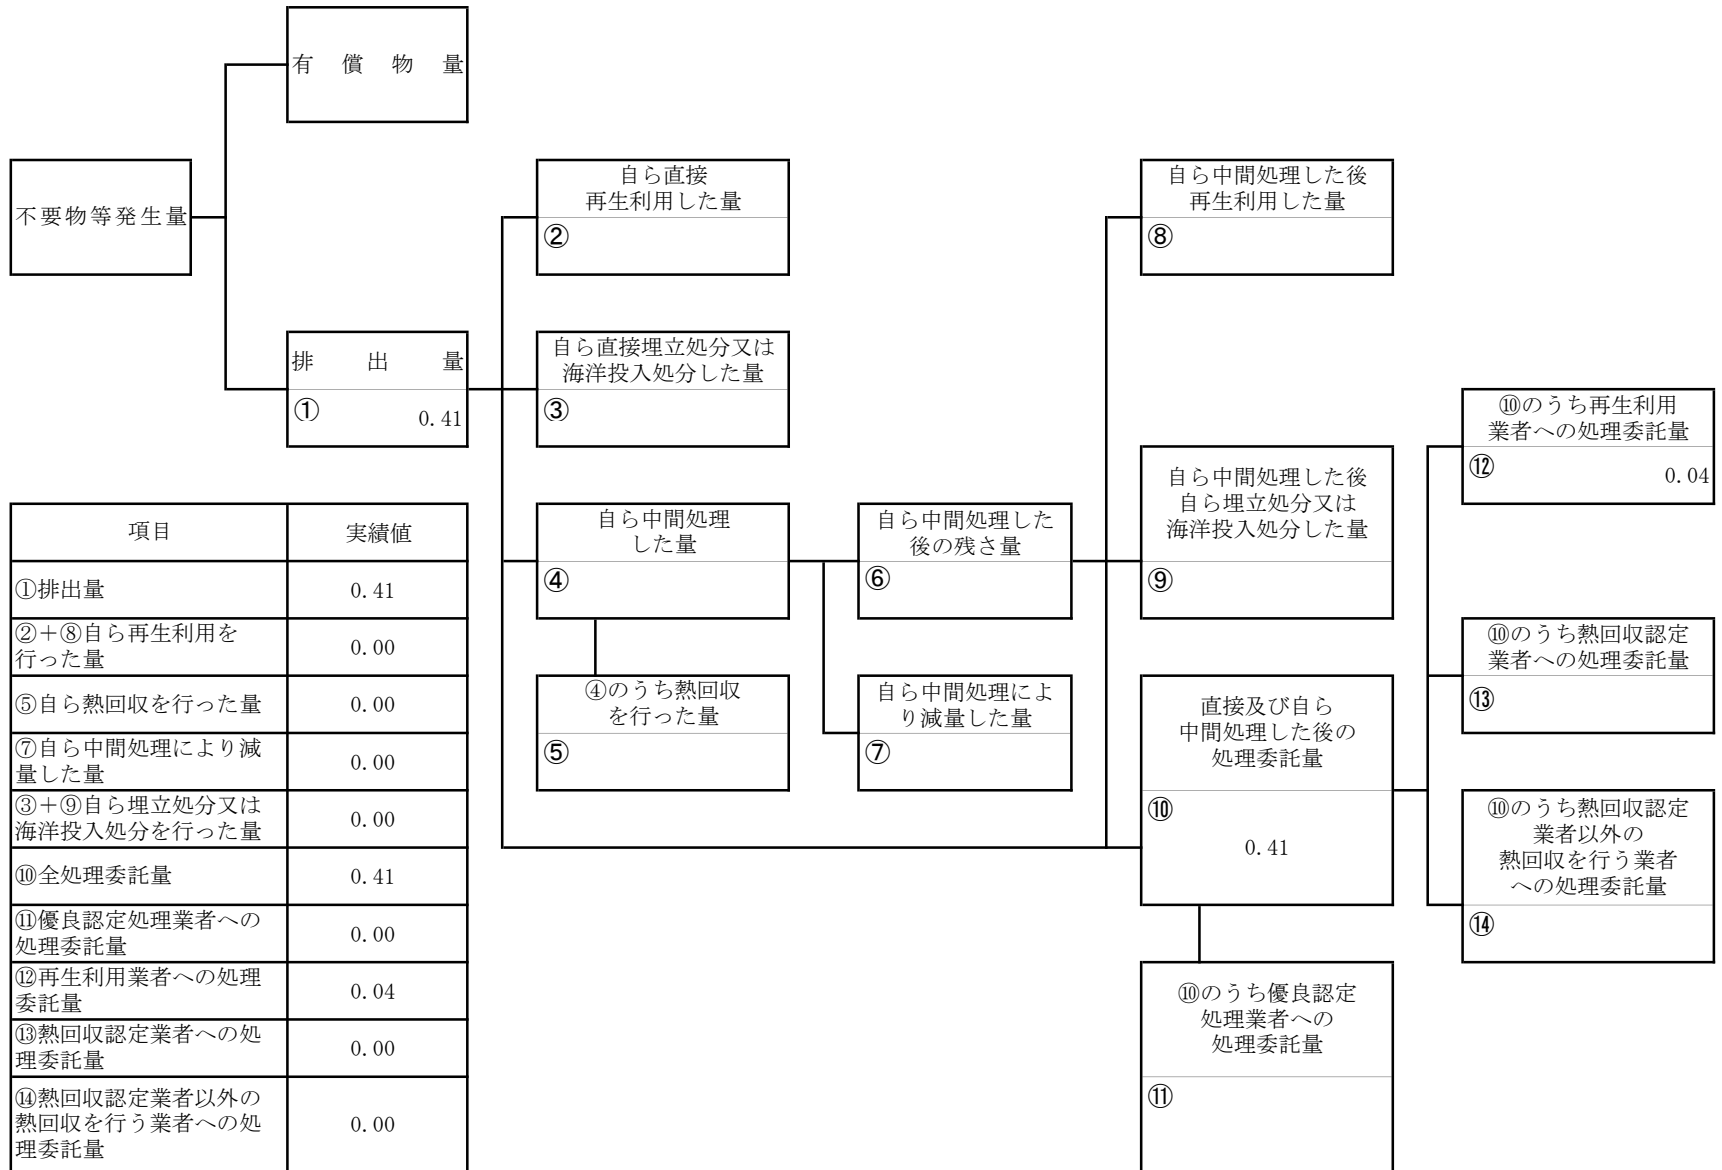 有償物量
不要物等発生量
自ら直接
再生利用した量
②
自ら中間処理した後
再生利用した量
⑧
排出量
①
0.41
自ら直接埋立処分又は
海洋投入処分した量
③
⑩のうち再生利用
業者への処理委託量
⑫
0.04
自ら中間処理した後
自ら埋立処分又は
海洋投入処分した量
⑨
自ら中間処理
した量
④
自ら中間処理した
後の残さ量
⑥
⑩のうち熱回収認定
業者への処理委託量
⑬
④のうち熱回収
を行った量
⑤
自ら中間処理によ
り減量した量
⑦
直接及び自ら
中間処理した後の
処理委託量
⑩
0.41
⑩のうち熱回収認定
業者以外の
熱回収を行う業者
への処理委託量
⑭
⑩のうち優良認定
処理業者への
処理委託量
⑪
項目 実績値
①排出量 0.41
②＋⑧自ら再生利用を
行った量 0.00
⑤自ら熱回収を行った量 0.00
⑦自ら中間処理により減
量した量 0.00
③＋⑨自ら埋立処分又は
海洋投入処分を行った量 0.00
⑩全処理委託量 0.41
⑪優良認定処理業者への
処理委託量 0.00
⑫再生利用業者への処理
委託量 0.04
⑬熱回収認定業者への処
理委託量 0.00
⑭熱回収認定業者以外の
熱回収を行う業者への処
理委託量 0.00